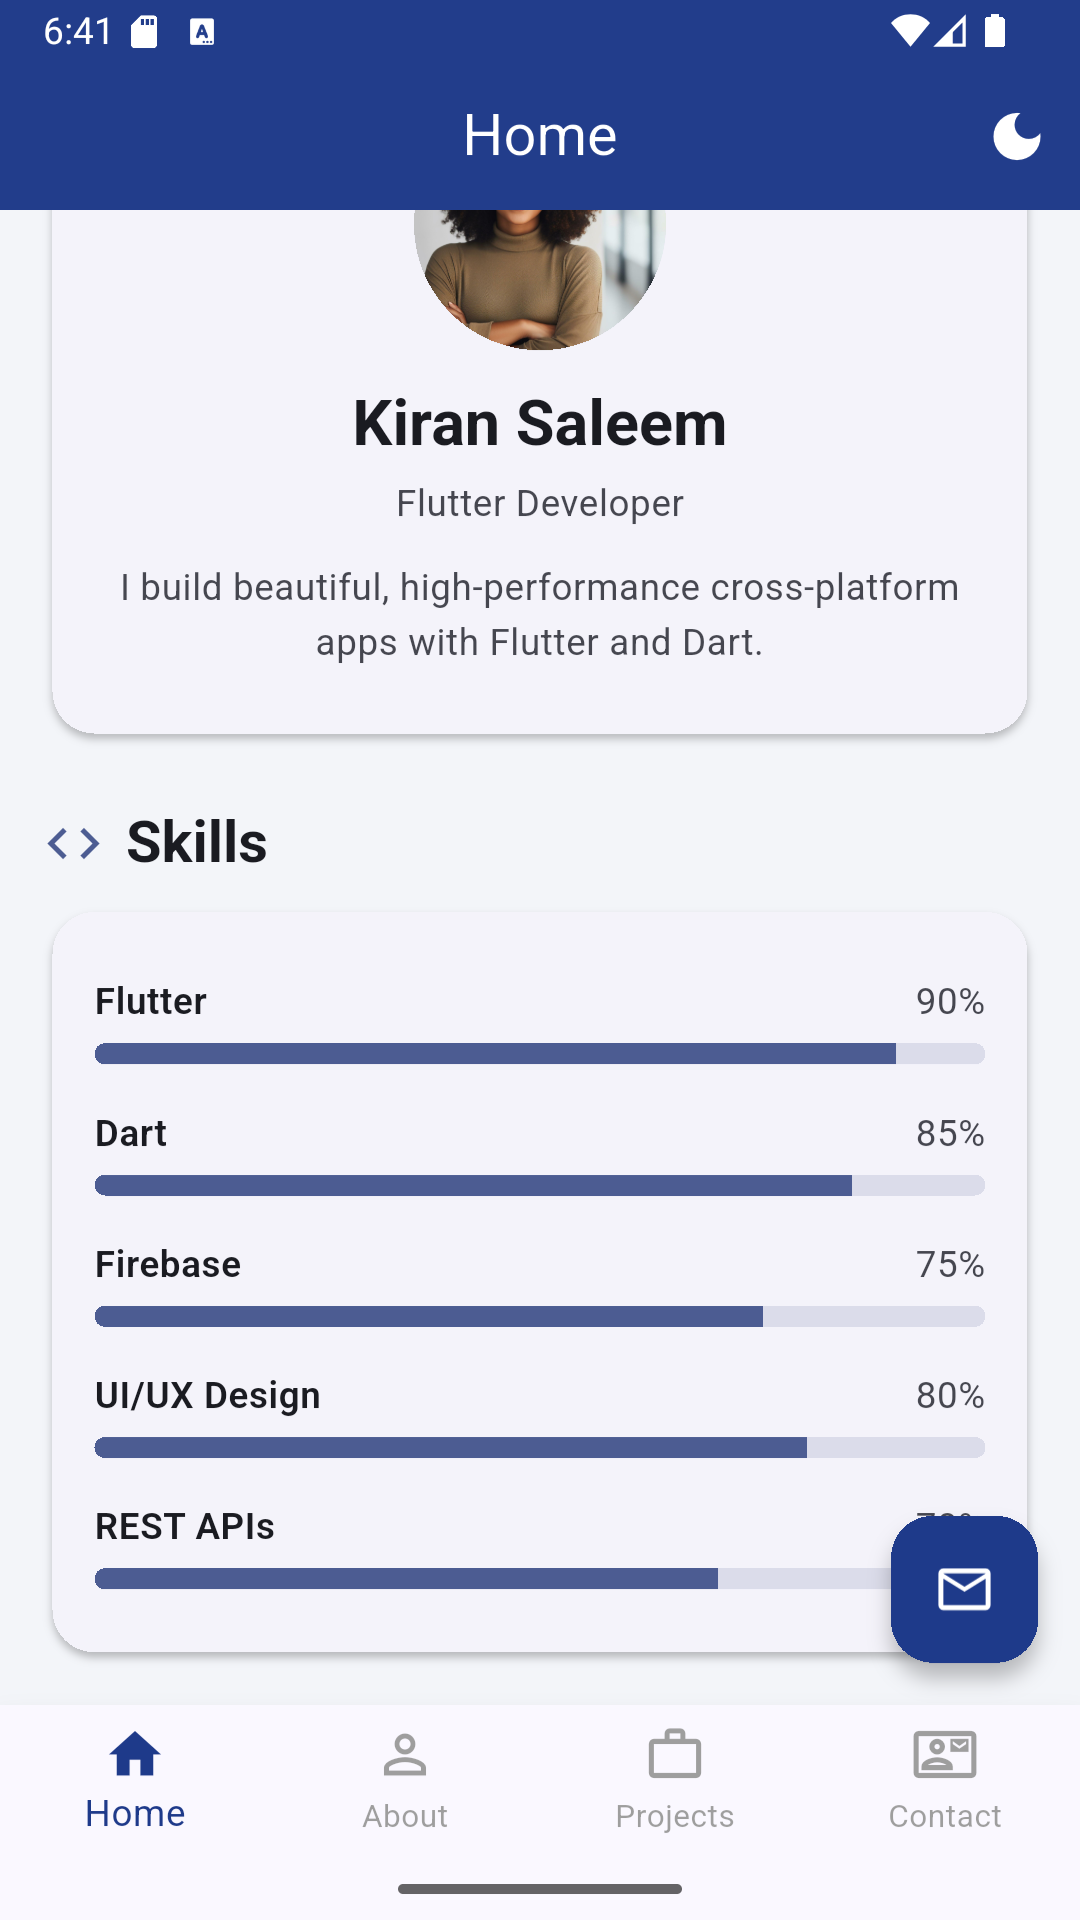 6:41
Home
Kiran Saleem
Flutter Developer
I build beautiful, high-performance cross-platform
apps with Flutter and Dart.
Skills
Flutter 90%
Dart 85%
Firebase 75%
UI/UX Design 80%
REST APIs
Home About Projects Contact